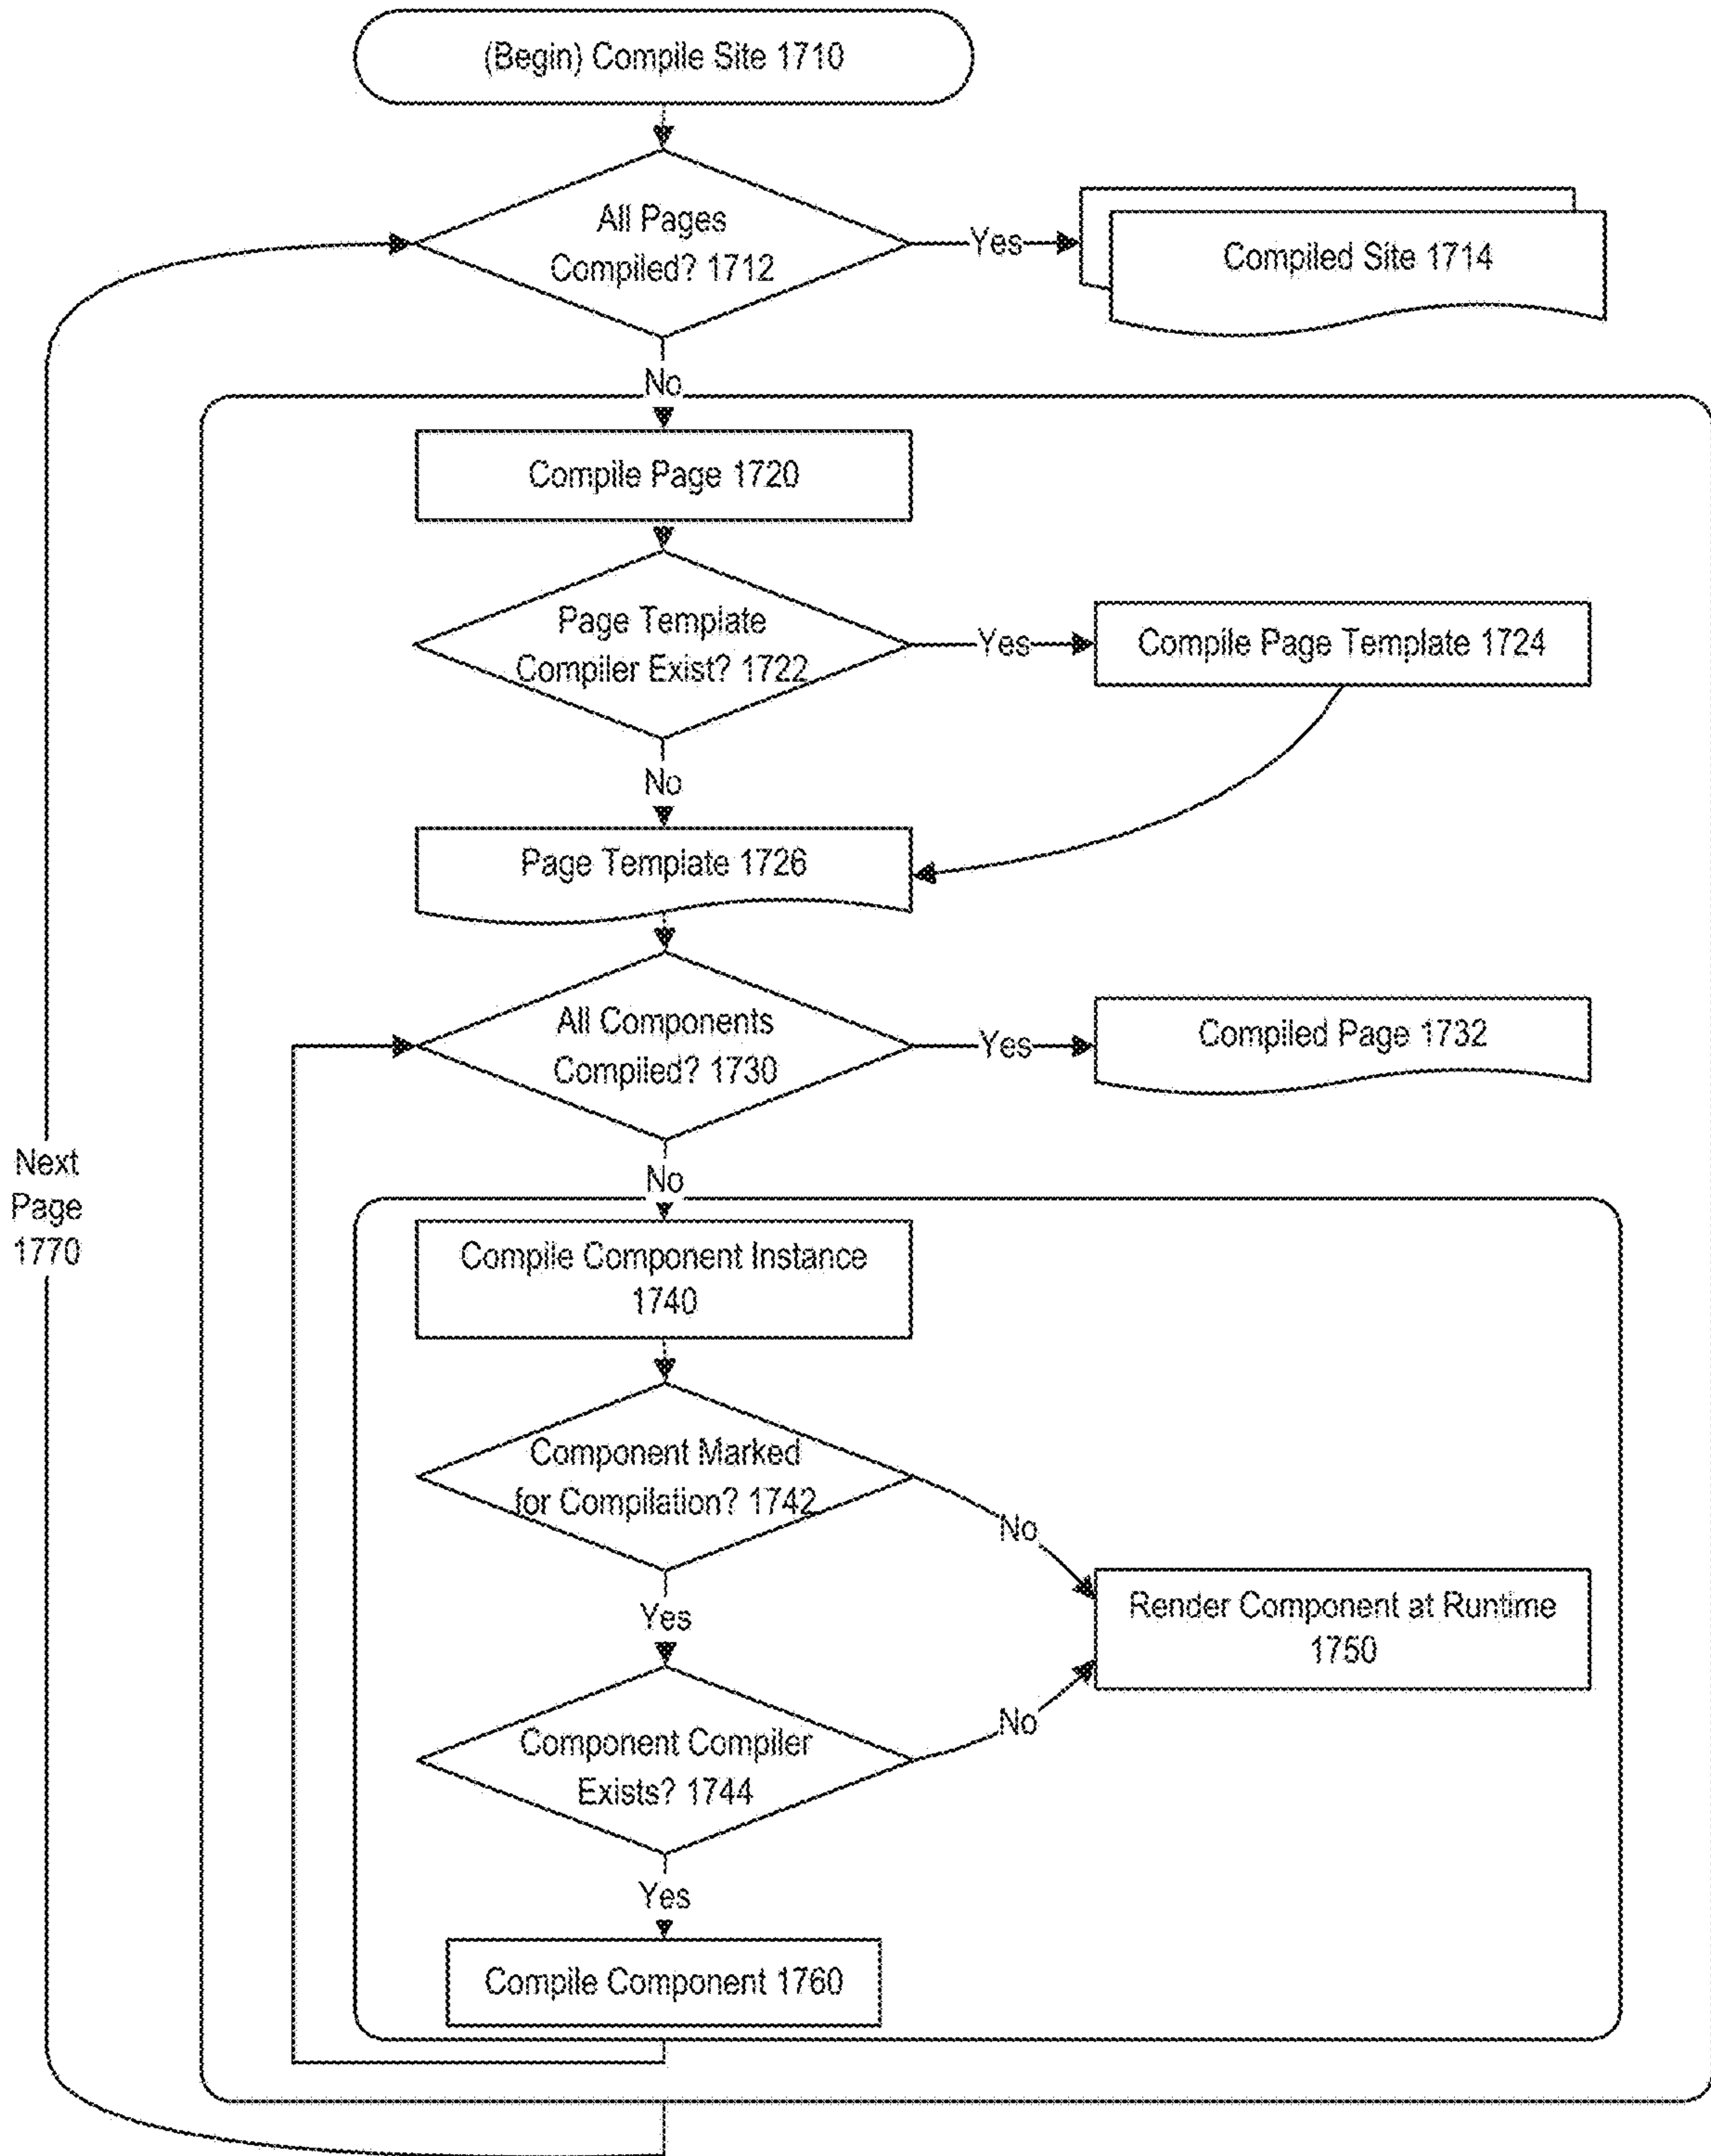 (Begin) Compile Site 1710
All Pages
Compiled? 1712
Yes
Compiled Site 1714
No
Compile Page 1720
Page Template
Compiler Exist? 1722
Yes
Compile Page Template 1724
No
Page Template 1726
All Components
Compiled? 1730
Yes
Compiled Page 1732
No
Next
Page
1770
Compile Component Instance
1740
Component Marked
for Compilation? 1742
No
Yes
Render Component at Runtime
1750
Component Compiler
Exists? 1744
No
Yes
Compile Component 1760